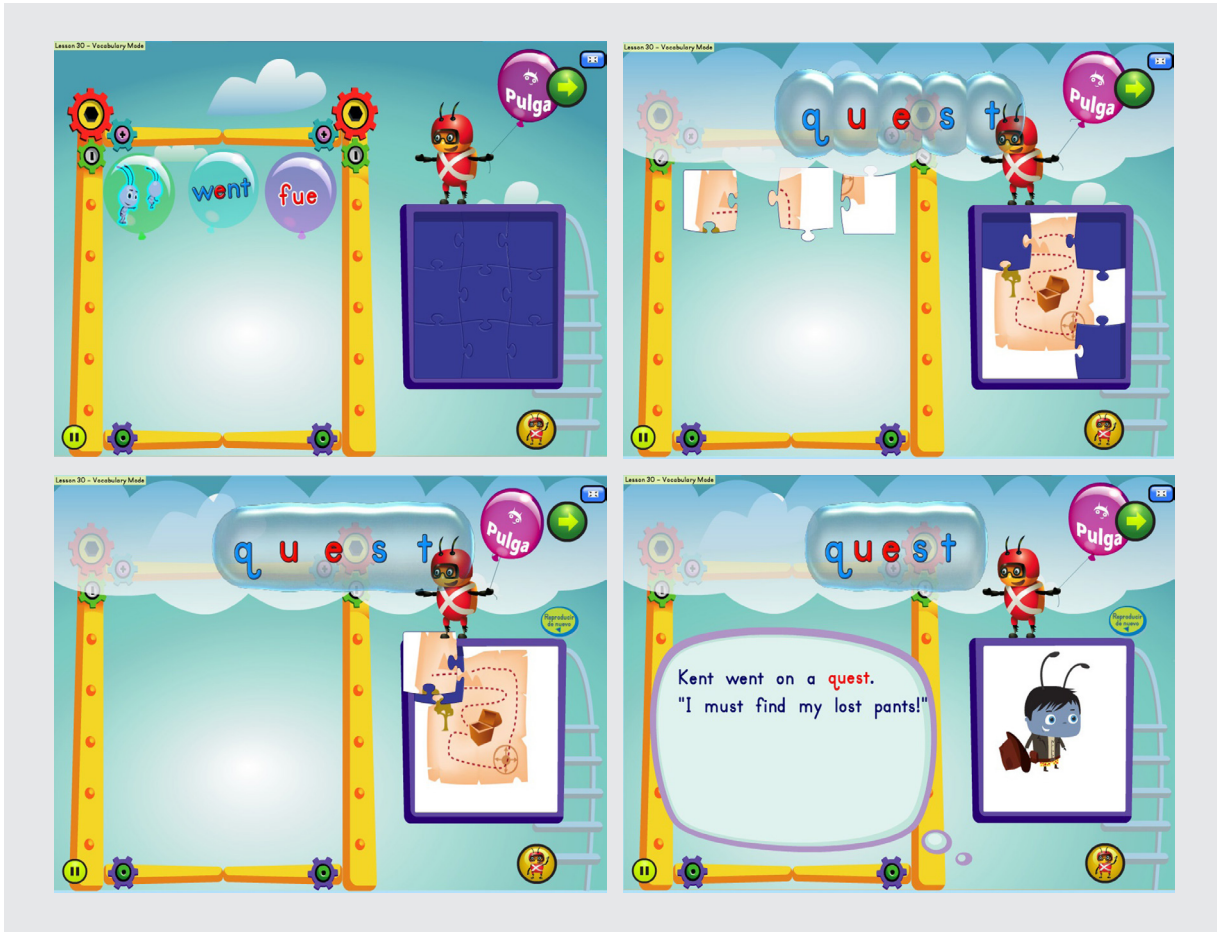 Lesson 30 - Vocabulary Mode
Pulga
went
fue
Lesson 30 - Vocabulary Mode
quest
Pulga
Lesson 30 - Vocabulary Mode
quest
Pulga
Reproducir
de nuevo
Lesson 30 - Vocabulary Mode
quest
Pulga
Reproducir
de nuevo
Kent went on a quest.
"I must find my lost pants!"